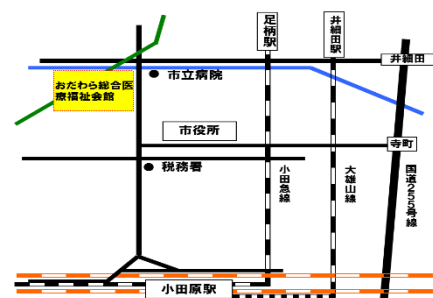 足柄駅
井細田駅
井細田
市立病院
おだわら総合医
療福祉会館
市役所
寺町
税務署
小田急線
大雄山線
国道255号線
小田原駅